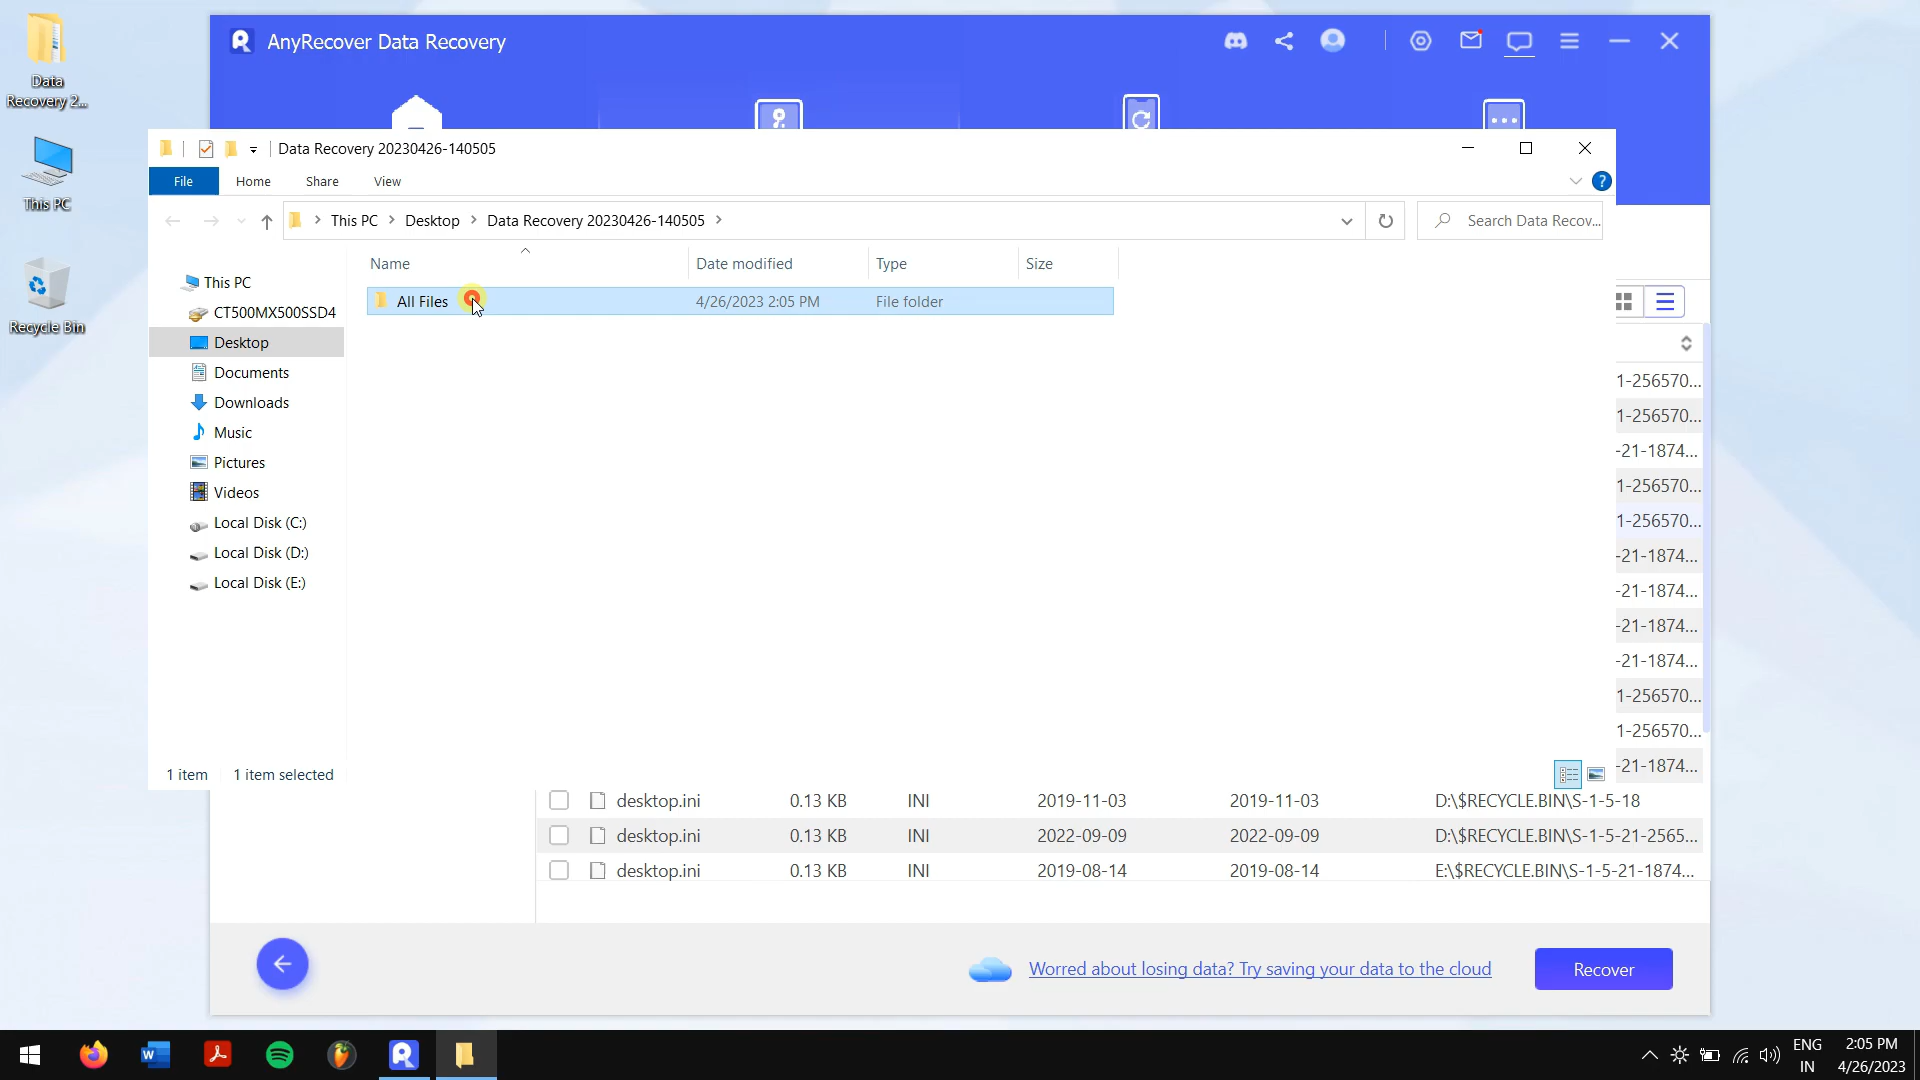 Data
Recovery 2...
This PC
Recycle Bin
AnyRecover Data Recovery
Data Recovery 20230426-140505
File Home Share View
This PC > Desktop > Data Recovery 20230426-140505 >
Search Data Recov...
This PC
CT500MX500SSD4
Desktop
Documents
Downloads
Music
Pictures
Videos
Local Disk (C:)
Local Disk (D:)
Local Disk (E:)
Name Date modified Type Size
All Files 4/26/2023 2:05 PM File folder
1 item 1 item selected
1-256570...
1-256570...
-21-1874...
1-256570...
1-256570...
-21-1874...
-21-1874...
-21-1874...
-21-1874...
1-256570...
1-256570...
-21-1874...
desktop.ini 0.13 KB INI 2019-11-03 2019-11-03 D:\$RECYCLE.BIN\S-1-5-18
desktop.ini 0.13 KB INI 2022-09-09 2022-09-09 D:\$RECYCLE.BIN\S-1-5-21-2565...
desktop.ini 0.13 KB INI 2019-08-14 2019-08-14 E:\$RECYCLE.BIN\S-1-5-21-1874...
Worred about losing data? Try saving your data to the cloud
Recover
ENG
IN
2:05 PM
4/26/2023